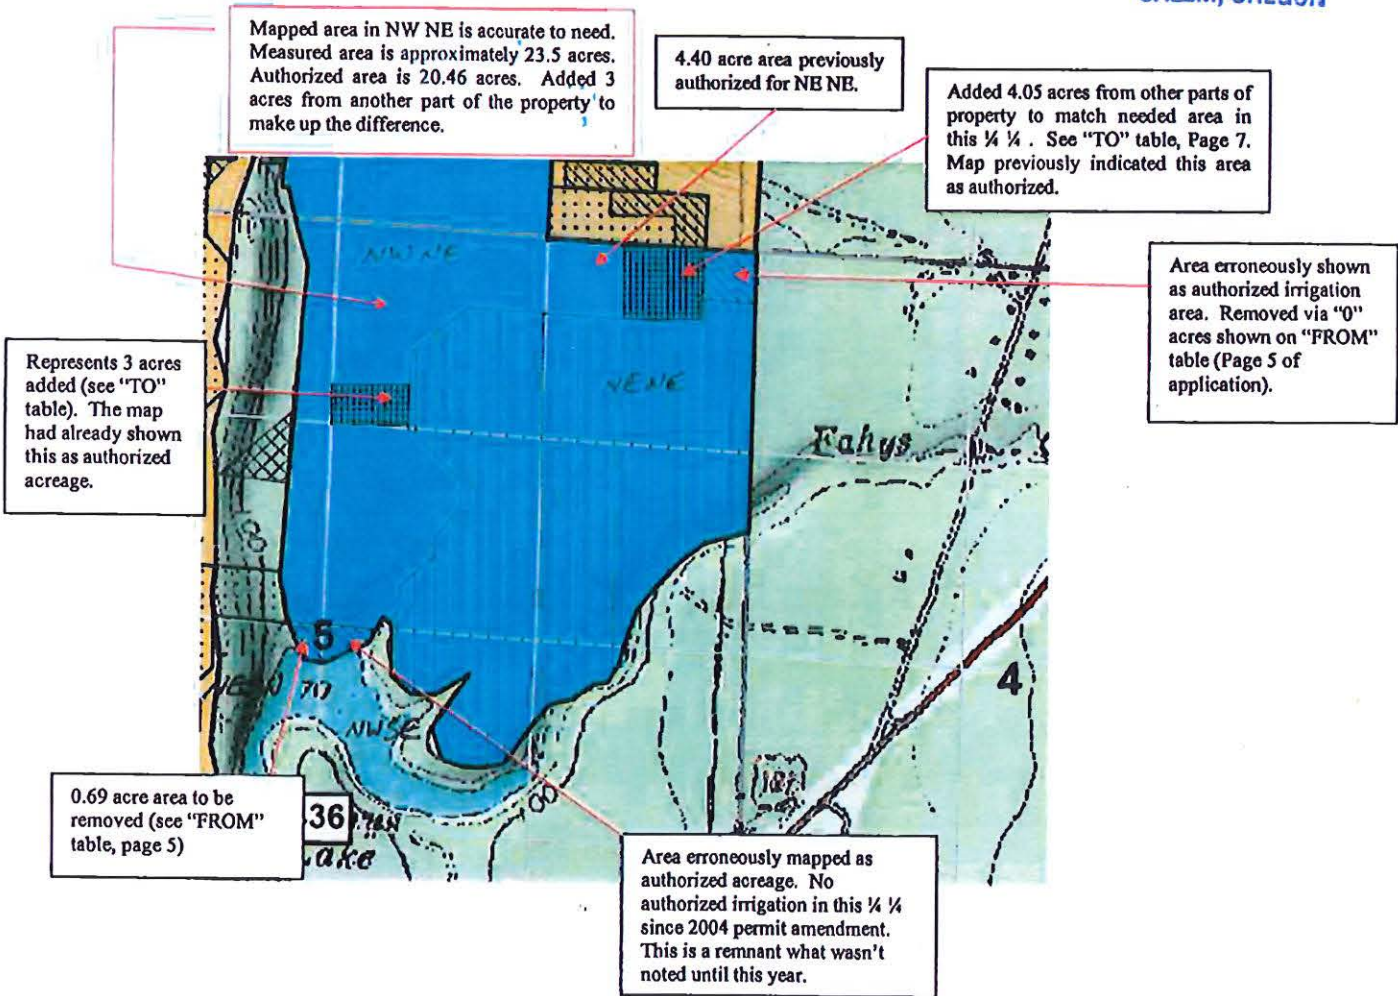 SALEM, OREGON
Mapped area in NW NE is accurate to need.
Measured area is approximately 23.5 acres.
Authorized area is 20.46 acres. Added 3
acres from another part of the property to
make up the difference.
4.40 acre area previously
authorized for NE NE.
Added 4.05 acres from other parts of
property to match needed area in
this ¼ ¼ . See "TO" table, Page 7.
Map previously indicated this area
as authorized.
Area erroneously shown
as authorized irrigation
area. Removed via "0"
acres shown on "FROM"
table (Page 5 of
application).
NW NE
NE NE
Represents 3 acres
added (see "TO"
table). The map
had already shown
this as authorized
acreage.
Fahys
5
4
NWSE
0.69 acre area to be
removed (see "FROM"
table, page 5)
36
Lake
101
Area erroneously mapped as
authorized acreage. No
authorized irrigation in this ¼ ¼
since 2004 permit amendment.
This is a remnant what wasn't
noted until this year.